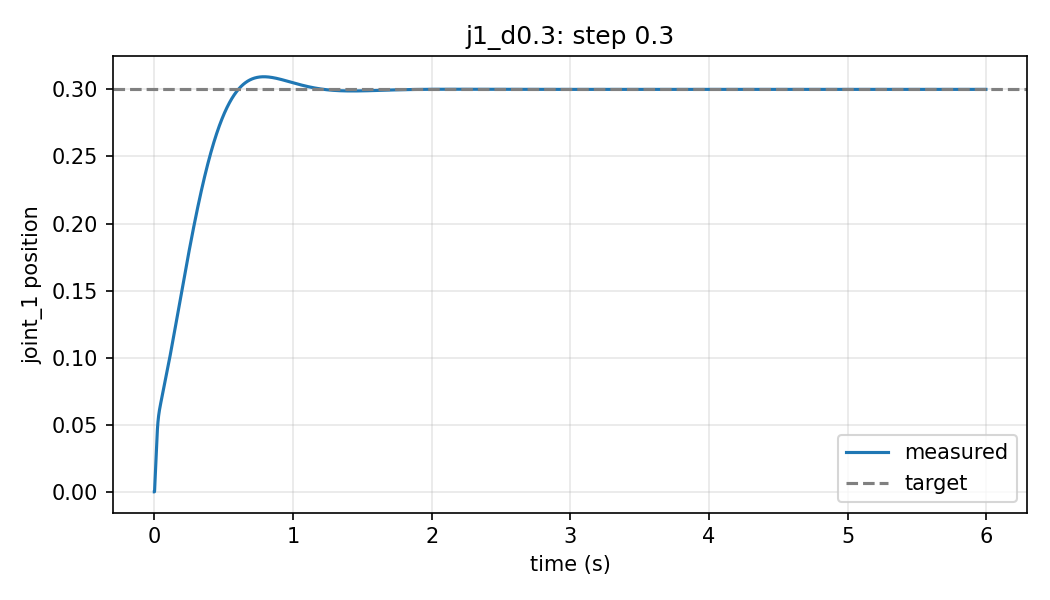 j1_d0.3: step 0.3
joint_1 position
0.30
0.25
0.20
0.15
0.10
0.05
0.00
measured
target
0 1 2 3 4 5 6
time (s)